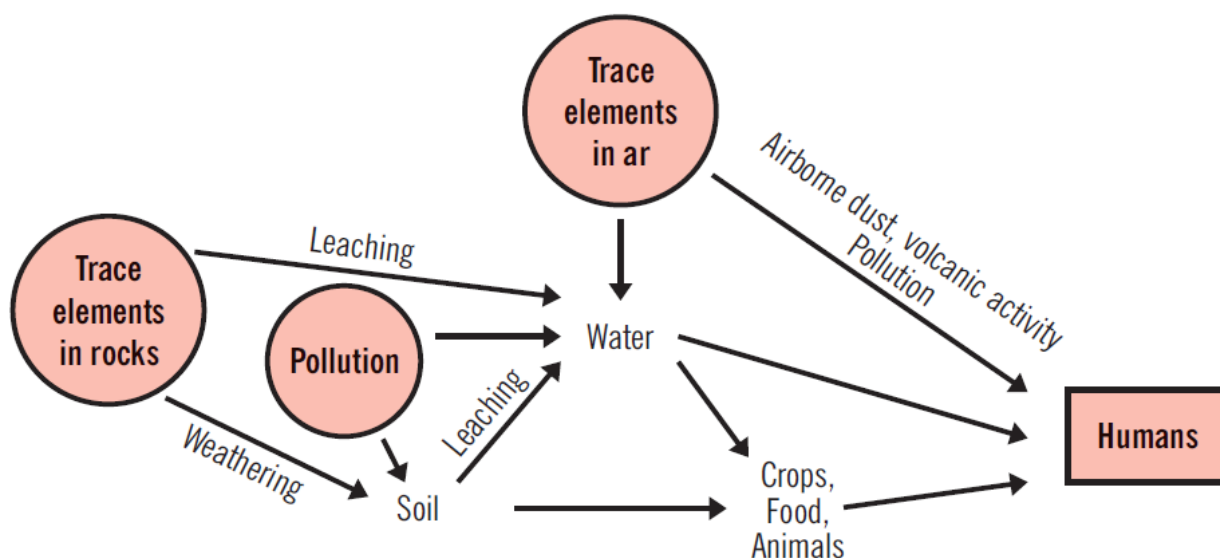 Trace
elements
in ar
Airborne dust, volcanic activity
Pollution
Leaching
Trace
elements
in rocks
Pollution
Water
Leaching
Weathering
Soil
Crops,
Food,
Animals
Humans